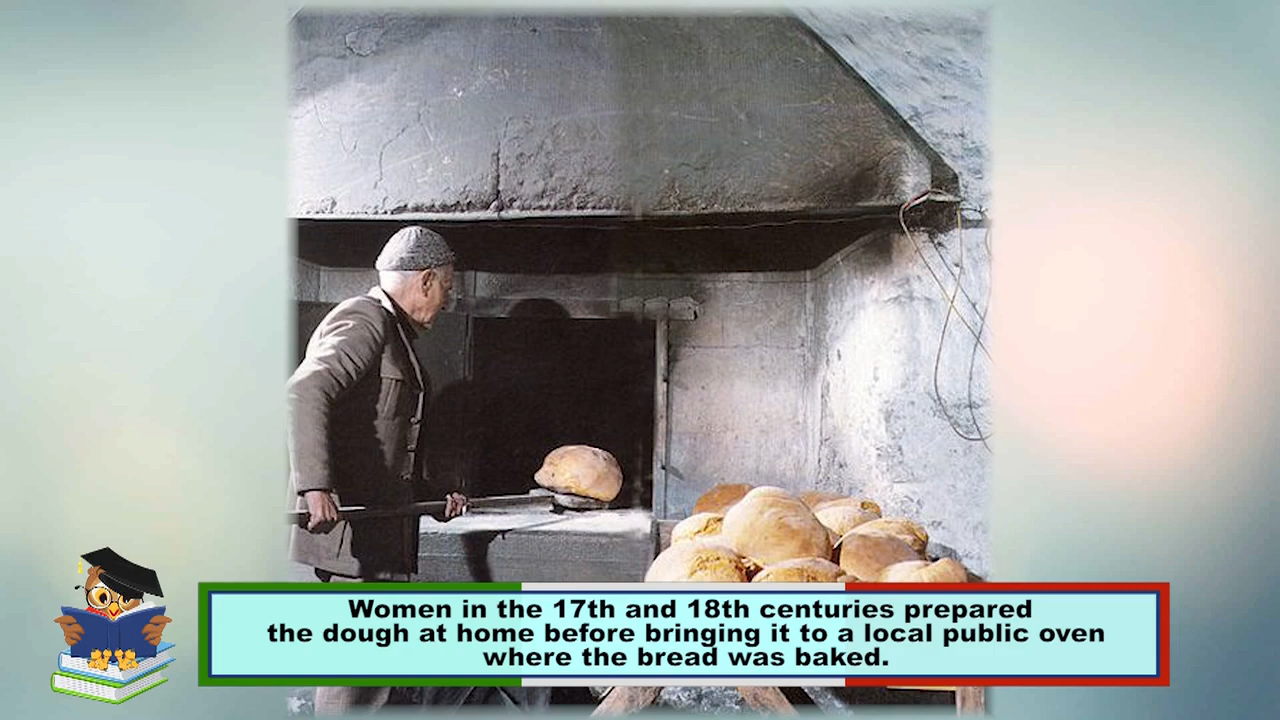 Women in the 17th and 18th centuries prepared
the dough at home before bringing it to a local public oven
where the bread was baked.